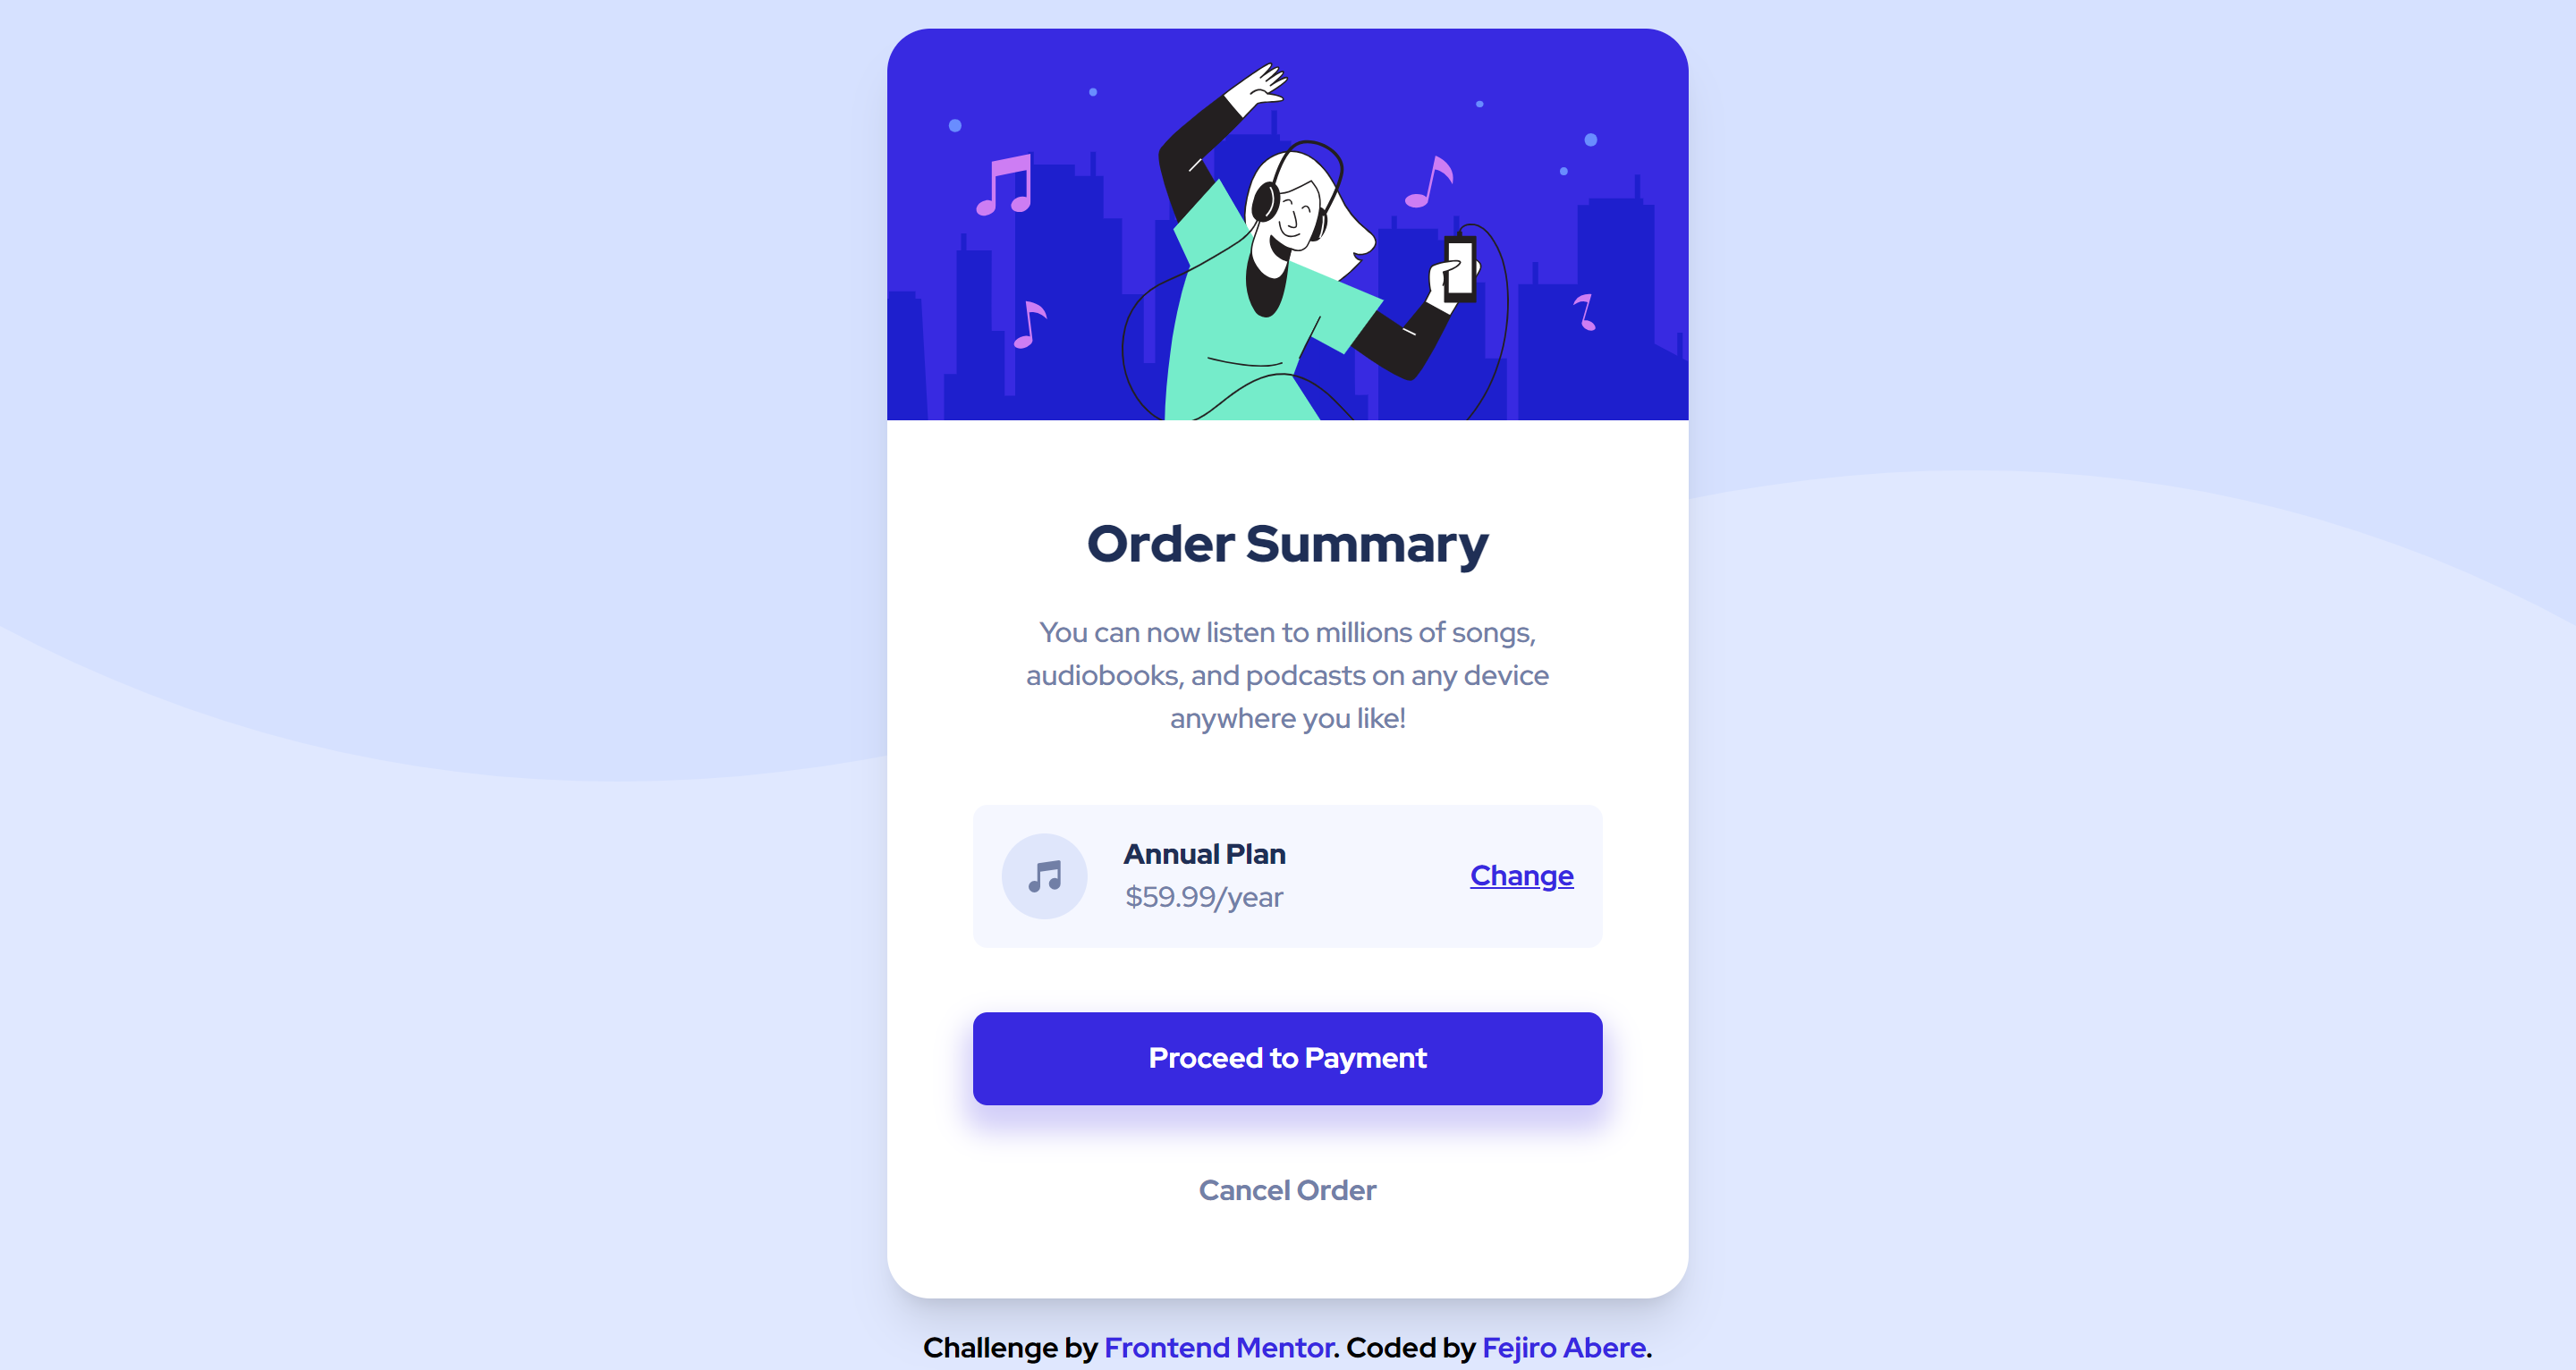 Order Summary
You can now listen to millions of songs,
audiobooks, and podcasts on any device
anywhere you like!
Annual Plan
$59.99/year
Change
Proceed to Payment
Cancel Order
Challenge by Frontend Mentor. Coded by Fejiro Abere.